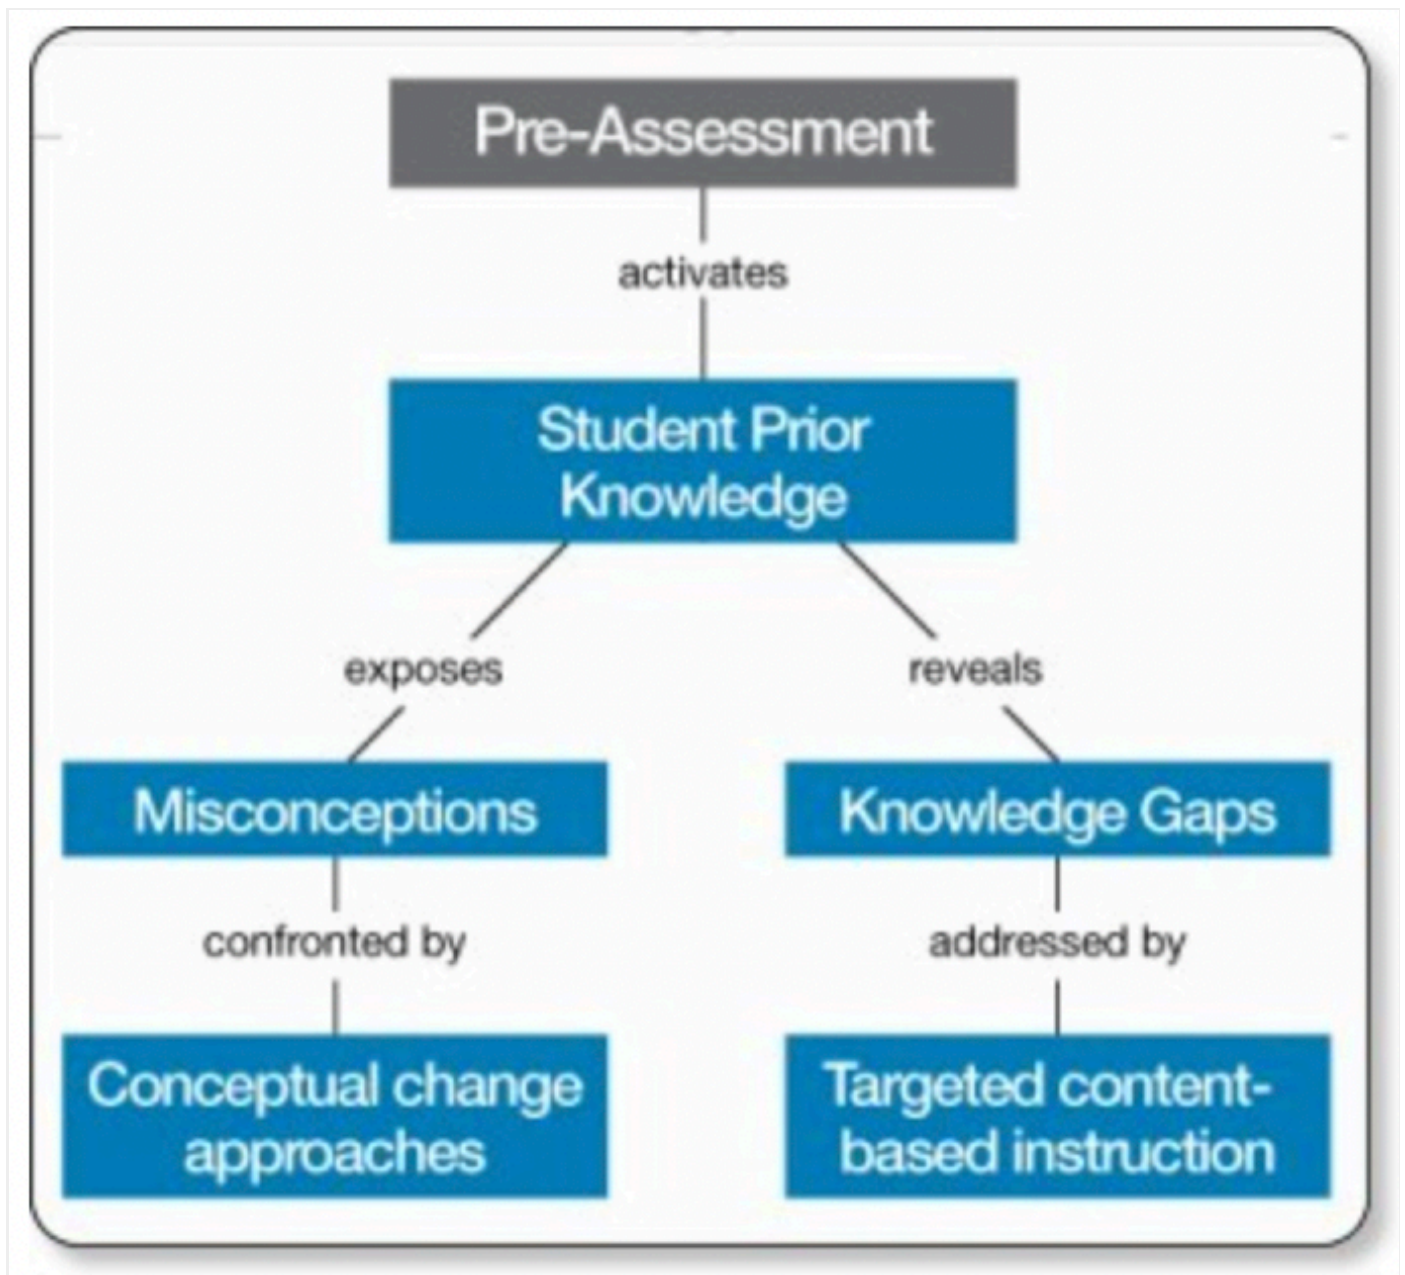 Pre-Assessment
activates
Student Prior
Knowledge
exposes
reveals
Misconceptions
Knowledge Gaps
confronted by
addressed by
Conceptual change
approaches
Targeted content-
based instruction